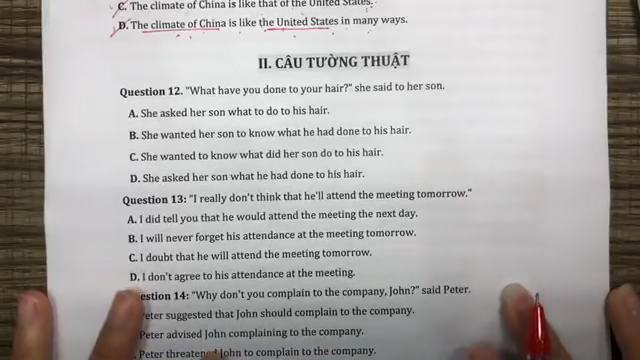 C. The climate of China is like that of the United States.
D. The climate of China is like the United States in many ways.
II. CÂU TƯỜNG THUẬT
Question 12. "What have you done to your hair?" she said to her son.
A. She asked her son what to do to his hair.
B. She wanted her son to know what he had done to his hair.
C. She wanted to know what did her son do to his hair.
D. She asked her son what he had done to his hair.
Question 13: "I really don't think that he'll attend the meeting tomorrow."
A. I did tell you that he would attend the meeting the next day.
B. I will never forget his attendance at the meeting tomorrow.
C. I doubt that he will attend the meeting tomorrow.
D. I don't agree to his attendance at the meeting.
estion 14: "Why don't you complain to the company, John?" said Peter.
eter suggested that John should complain to the company.
Peter advised John complaining to the company.
Peter threatened John to complain to the company.